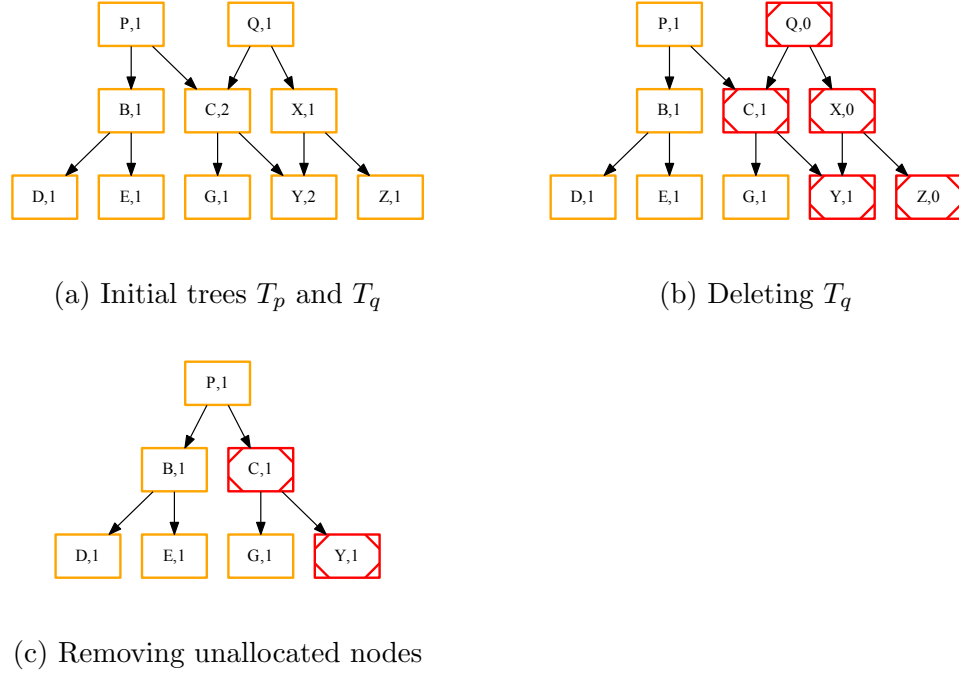 P,1 Q,1
B,1 C,2 X,1
D,1 E,1 G,1 Y,2 Z,1
(a) Initial trees T_p and T_q
P,1 Q,0
B,1 C,1 X,0
D,1 E,1 G,1 Y,1 Z,0
(b) Deleting T_q
P,1
B,1 C,1
D,1 E,1 G,1 Y,1
(c) Removing unallocated nodes